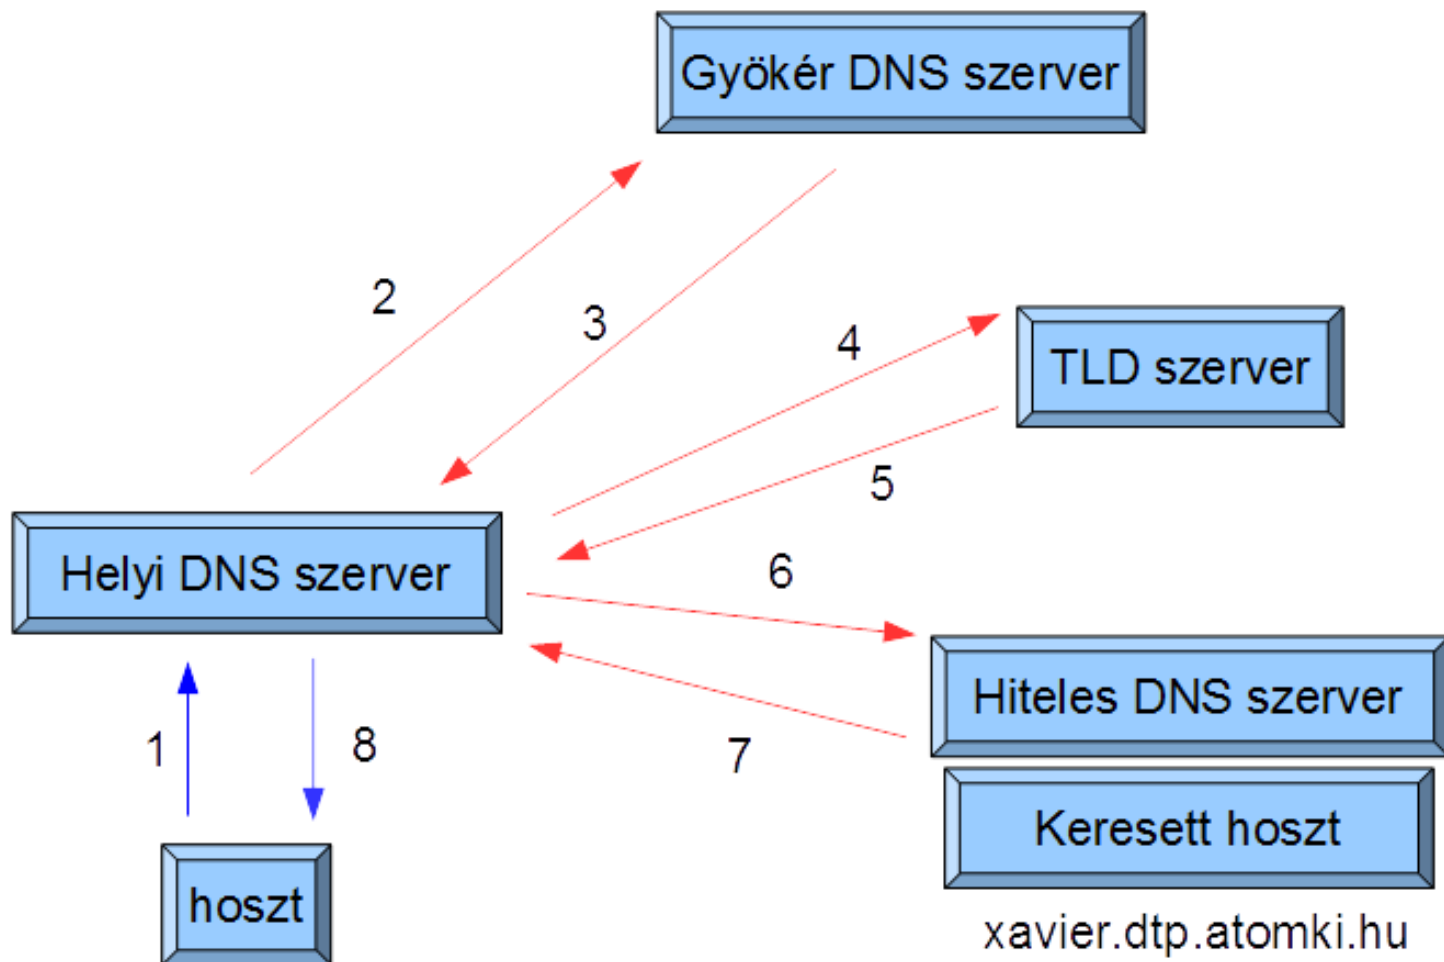 Gyökér DNS szerver
2
3
4
TLD szerver
5
Helyi DNS szerver
6
Hiteles DNS szerver
7
1
8
Keresett hoszt
hoszt
xavier.dtp.atomki.hu